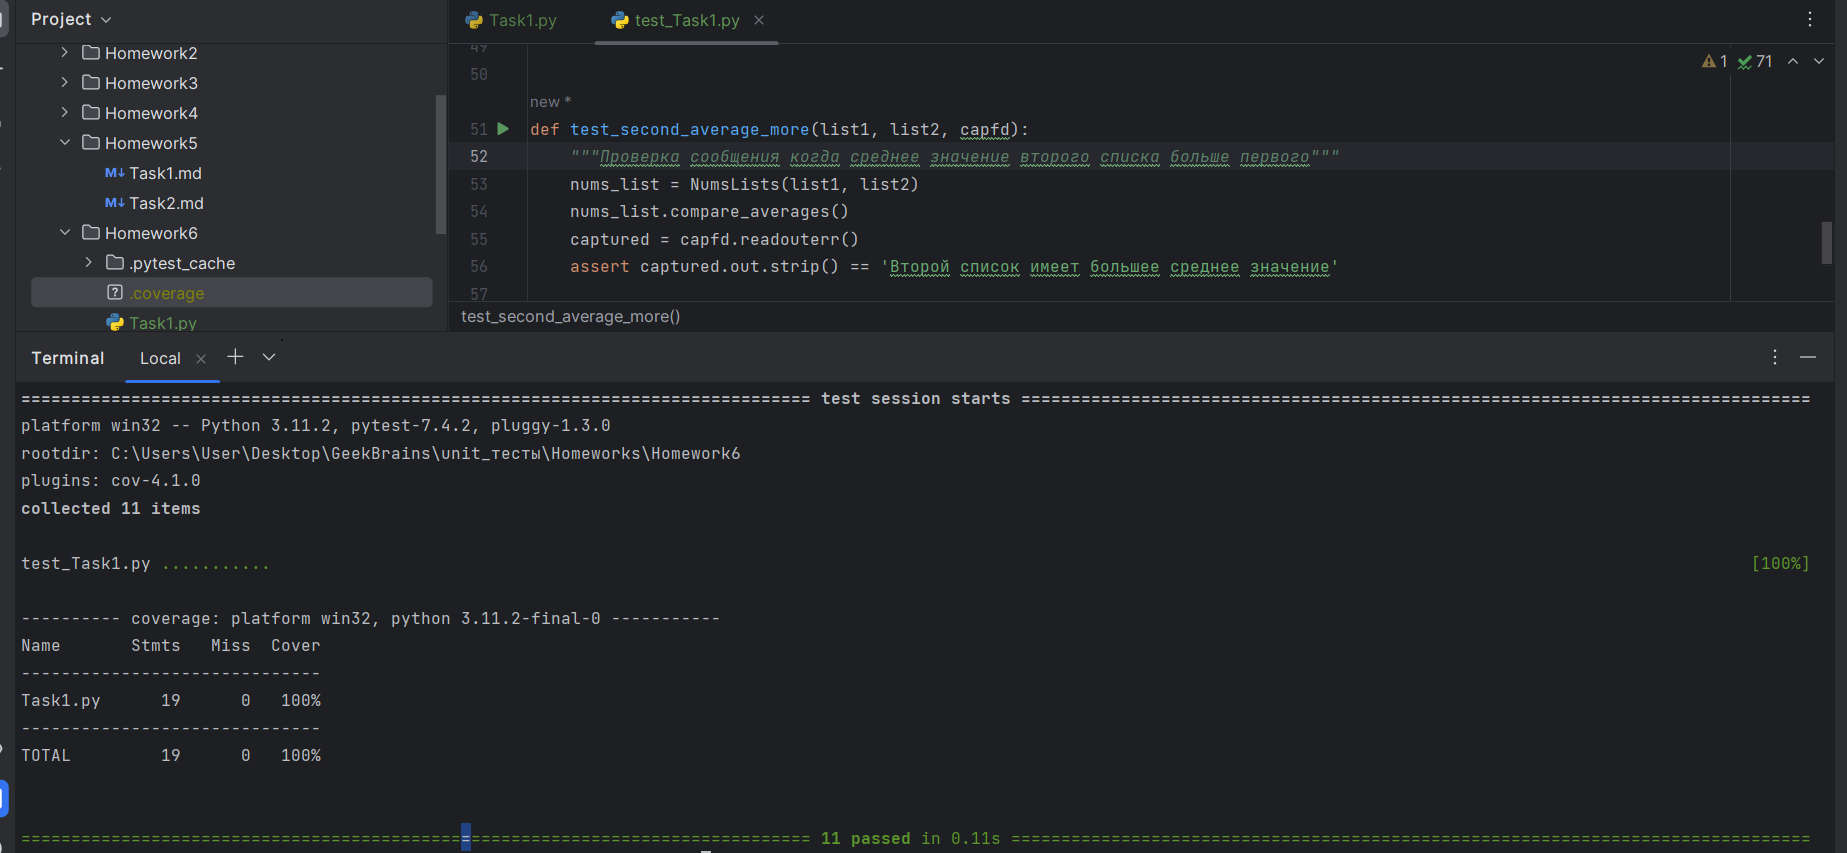 Project
Homework2
Homework3
Homework4
Homework5
Task1.md
Task2.md
Homework6
.pytest_cache
.coverage
Task1.py
Task1.py
test_Task1.py
1 71
49
50
new *
51 def test_second_average_more(list1, list2, capfd):
52 """Проверка сообщения когда среднее значение второго списка больше первого"""
53 nums_list = NumsLists(list1, list2)
54 nums_list.compare_averages()
55 captured = capfd.readouterr()
56 assert captured.out.strip() == 'Второй список имеет большее среднее значение'
57
test_second_average_more()
Terminal Local
=============================================================================== test session starts ===============================================================================
platform win32 -- Python 3.11.2, pytest-7.4.2, pluggy-1.3.0
rootdir: C:\Users\User\Desktop\GeekBrains\unit_тесты\Homeworks\Homework6
plugins: cov-4.1.0
collected 11 items
test_Task1.py ........... [100%]
---------- coverage: platform win32, python 3.11.2-final-0 -----------
Name Stmts Miss Cover
------------------------------
Task1.py 19 0 100%
------------------------------
TOTAL 19 0 100%
=============================================================================== 11 passed in 0.11s ================================================================================